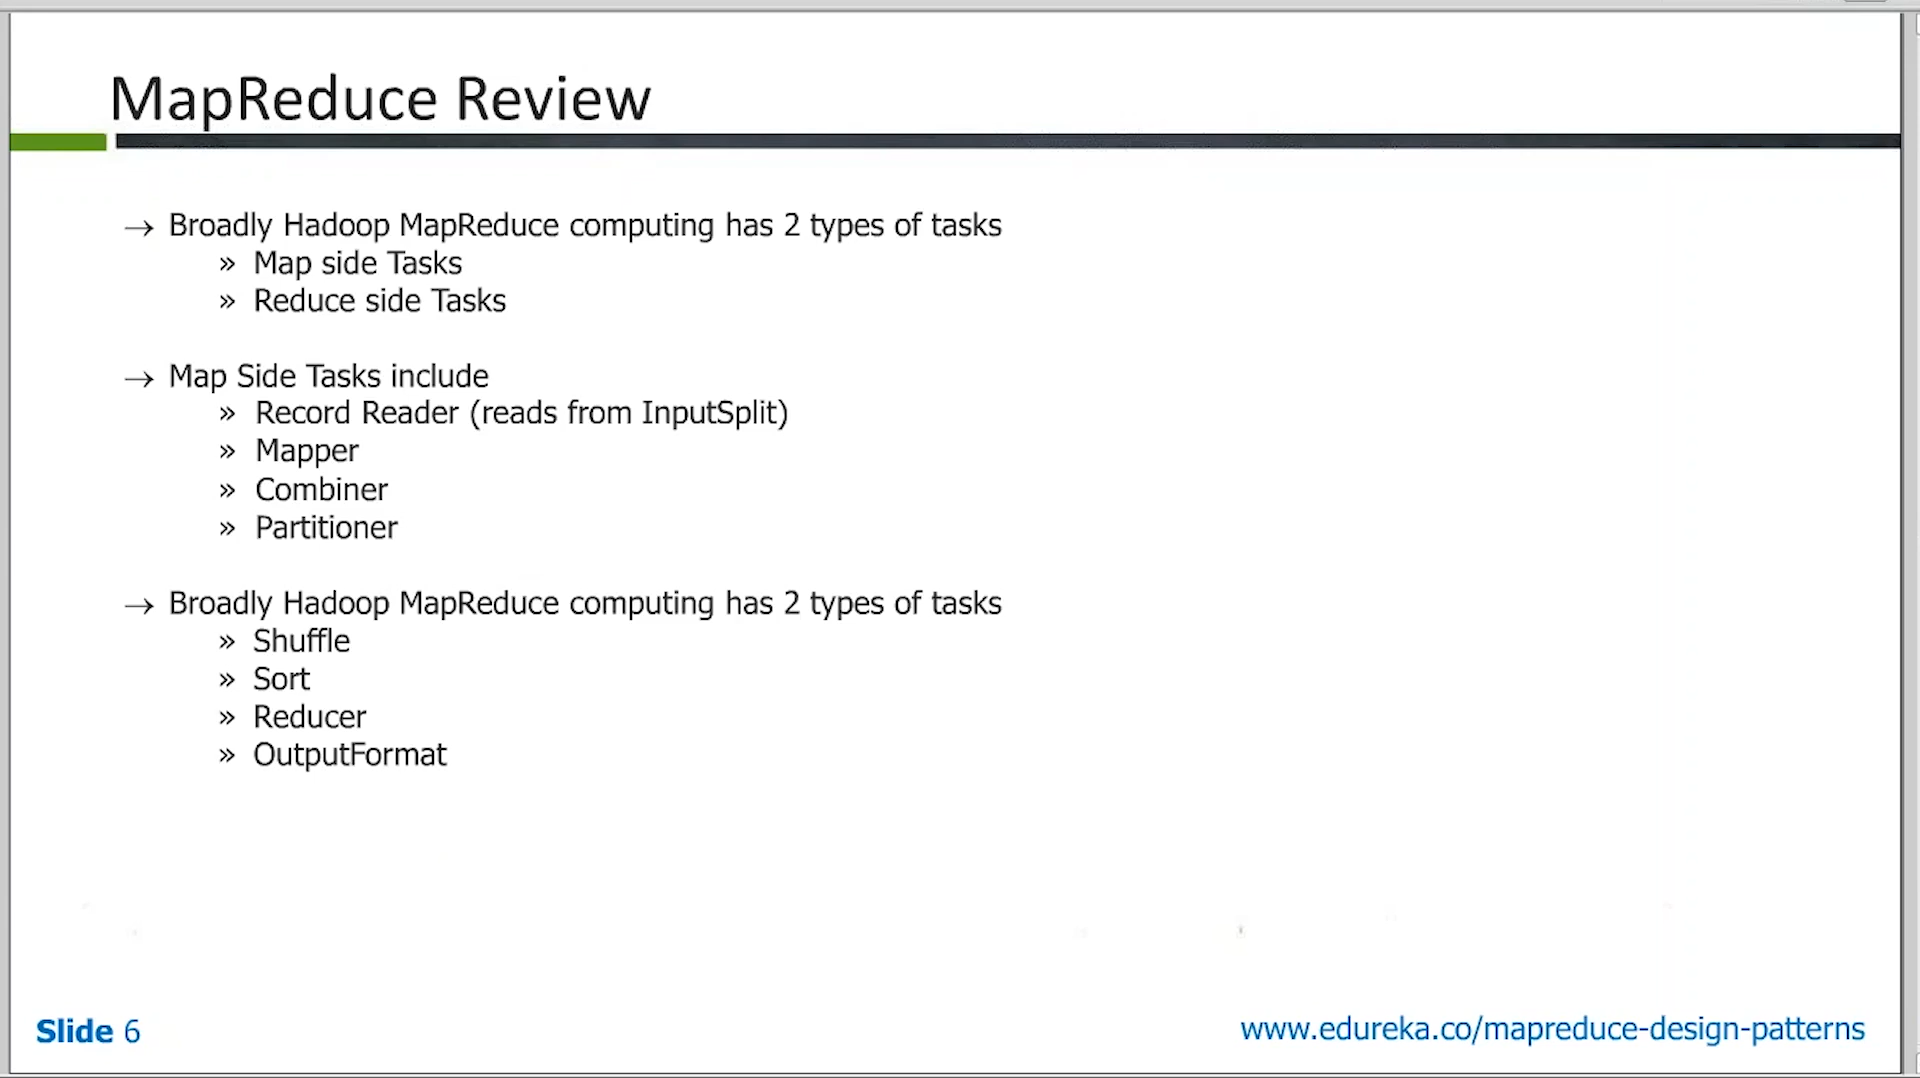 MapReduce Review
→ Broadly Hadoop MapReduce computing has 2 types of tasks
» Map side Tasks
» Reduce side Tasks
→ Map Side Tasks include
» Record Reader (reads from InputSplit)
» Mapper
» Combiner
» Partitioner
→ Broadly Hadoop MapReduce computing has 2 types of tasks
» Shuffle
» Sort
» Reducer
» OutputFormat
Slide 6
www.edureka.co/mapreduce-design-patterns